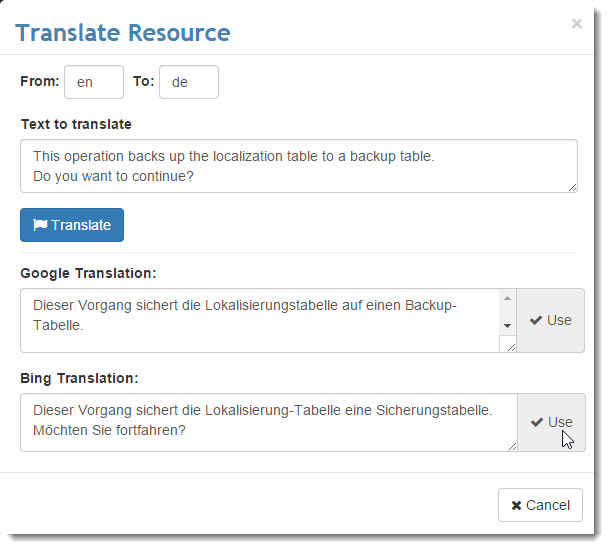 Translate Resource ×
From: en To: de
Text to translate
This operation backs up the localization table to a backup table.
Do you want to continue?
Translate
Google Translation:
Dieser Vorgang sichert die Lokalisierungstabelle auf einen Backup-
Tabelle.
Use
Bing Translation:
Dieser Vorgang sichert die Lokalisierung-Tabelle eine Sicherungstabelle.
Möchten Sie fortfahren?
Use
Cancel